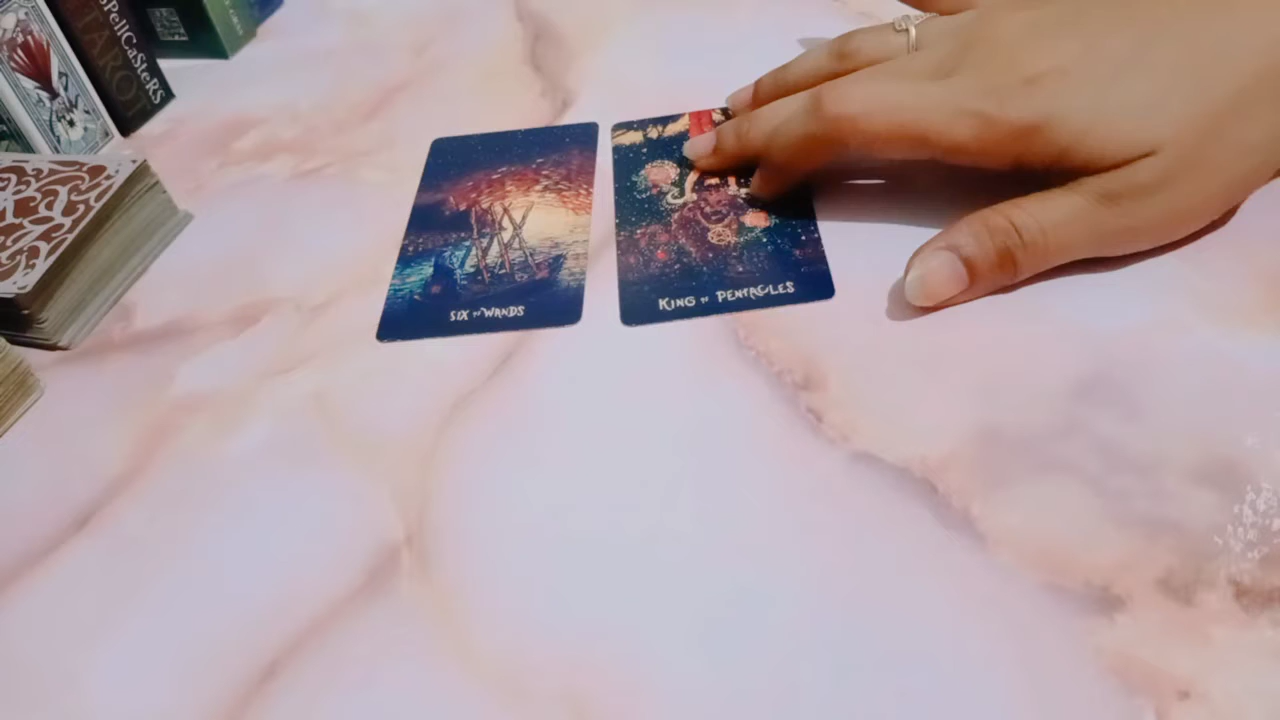 SPellCaSTeRS
TAROT
SIX OF WANDS
KING OF PENTACLES